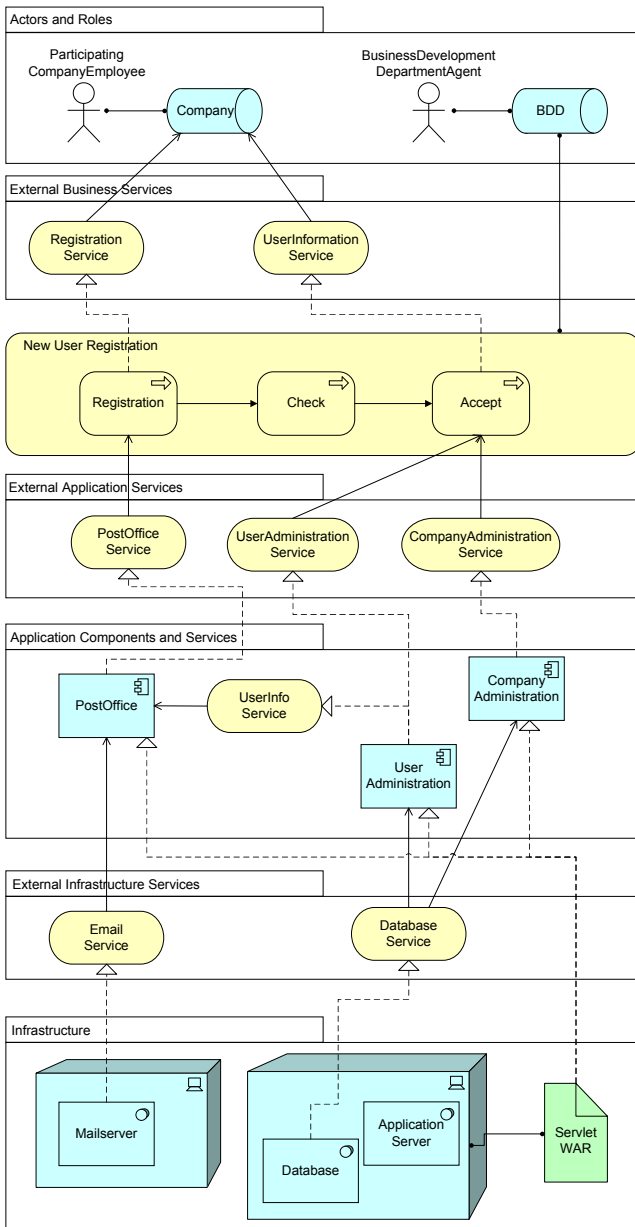 Actors and Roles
Participating
CompanyEmployee
BusinessDevelopment
DepartmentAgent
Company
BDD
External Business Services
Registration
Service
UserInformation
Service
New User Registration
Registration
Check
Accept
External Application Services
PostOffice
Service
UserAdministration
Service
CompanyAdministration
Service
Application Components and Services
PostOffice
UserInfo
Service
Company
Administration
User
Administration
External Infrastructure Services
Email
Service
Database
Service
Infrastructure
Mailserver
Application
Server
Database
Servlet
WAR